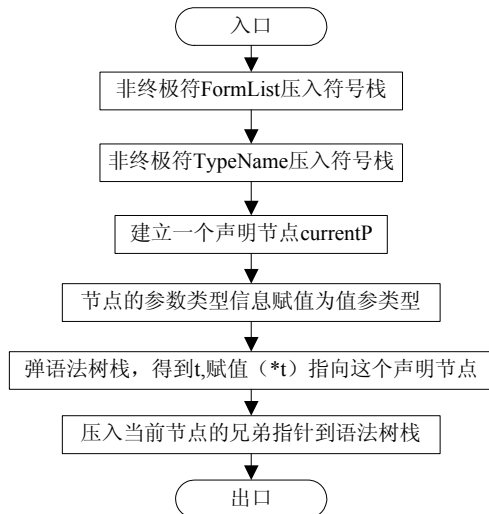 入口
非终极符FormList压入符号栈
非终极符TypeName压入符号栈
建立一个声明节点currentP
节点的参数类型信息赋值为值参类型
弹语法树栈，得到t,赋值（*t）指向这个声明节点
压入当前节点的兄弟指针到语法树栈
出口